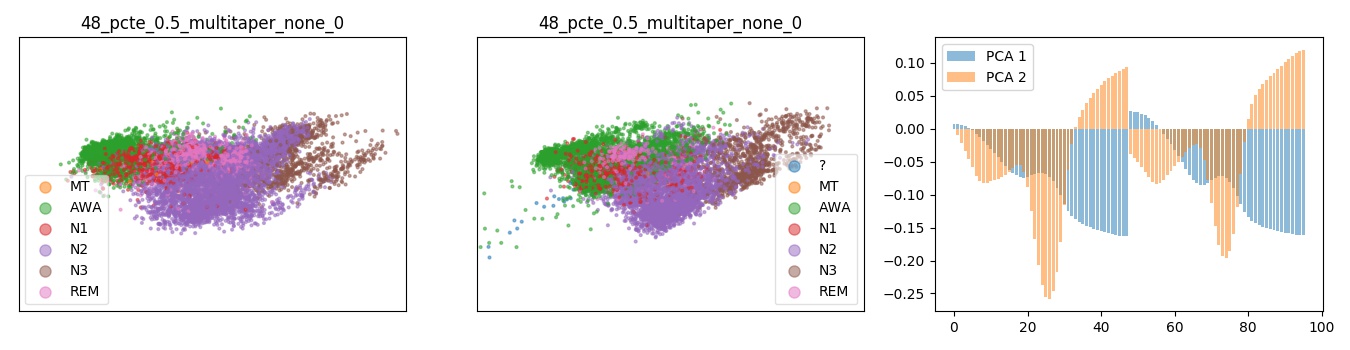 48_pcte_0.5_multitaper_none_0
MT
AWA
N1
N2
N3
REM
48_pcte_0.5_multitaper_none_0
?
MT
AWA
N1
N2
N3
REM
PCA 1
PCA 2
0.10
0.05
0.00
−0.05
−0.10
−0.15
−0.20
−0.25
0 20 40 60 80 100